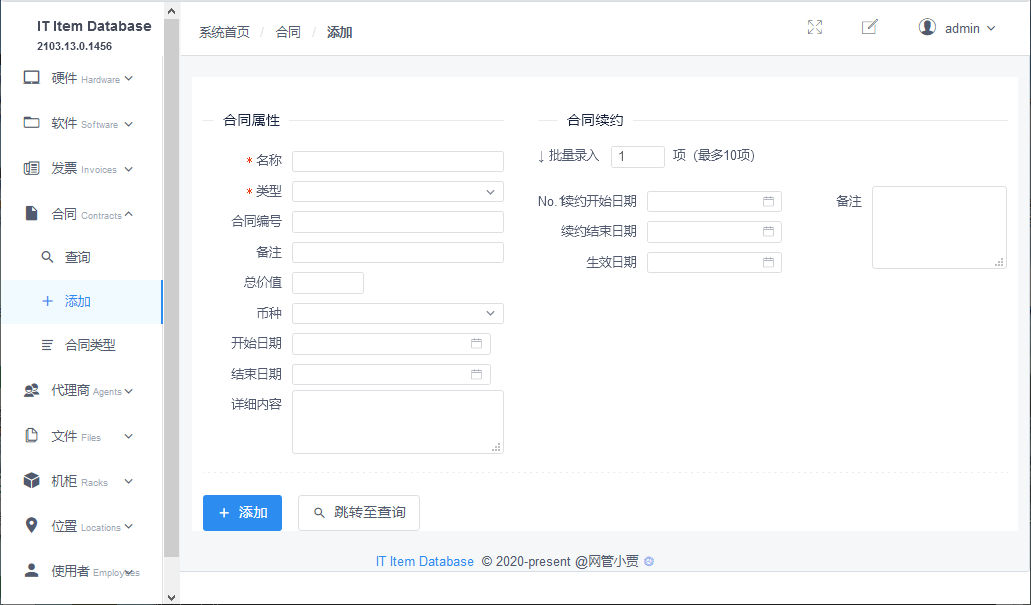 IT Item Database
2103.13.0.1456
硬件 Hardware
软件 Software
发票 Invoices
合同 Contracts
查询
添加
合同类型
代理商 Agents
文件 Files
机柜 Racks
位置 Locations
使用者 Employees
系统首页 / 合同 / 添加
admin
合同属性
* 名称
* 类型
合同编号
备注
总价值
币种
开始日期
结束日期
详细内容
合同续约
↓批量录入 1 项（最多10项）
No.1续约开始日期
续约结束日期
生效日期
备注
+ 添加
跳转至查询
IT Item Database © 2020-present @网管小贾